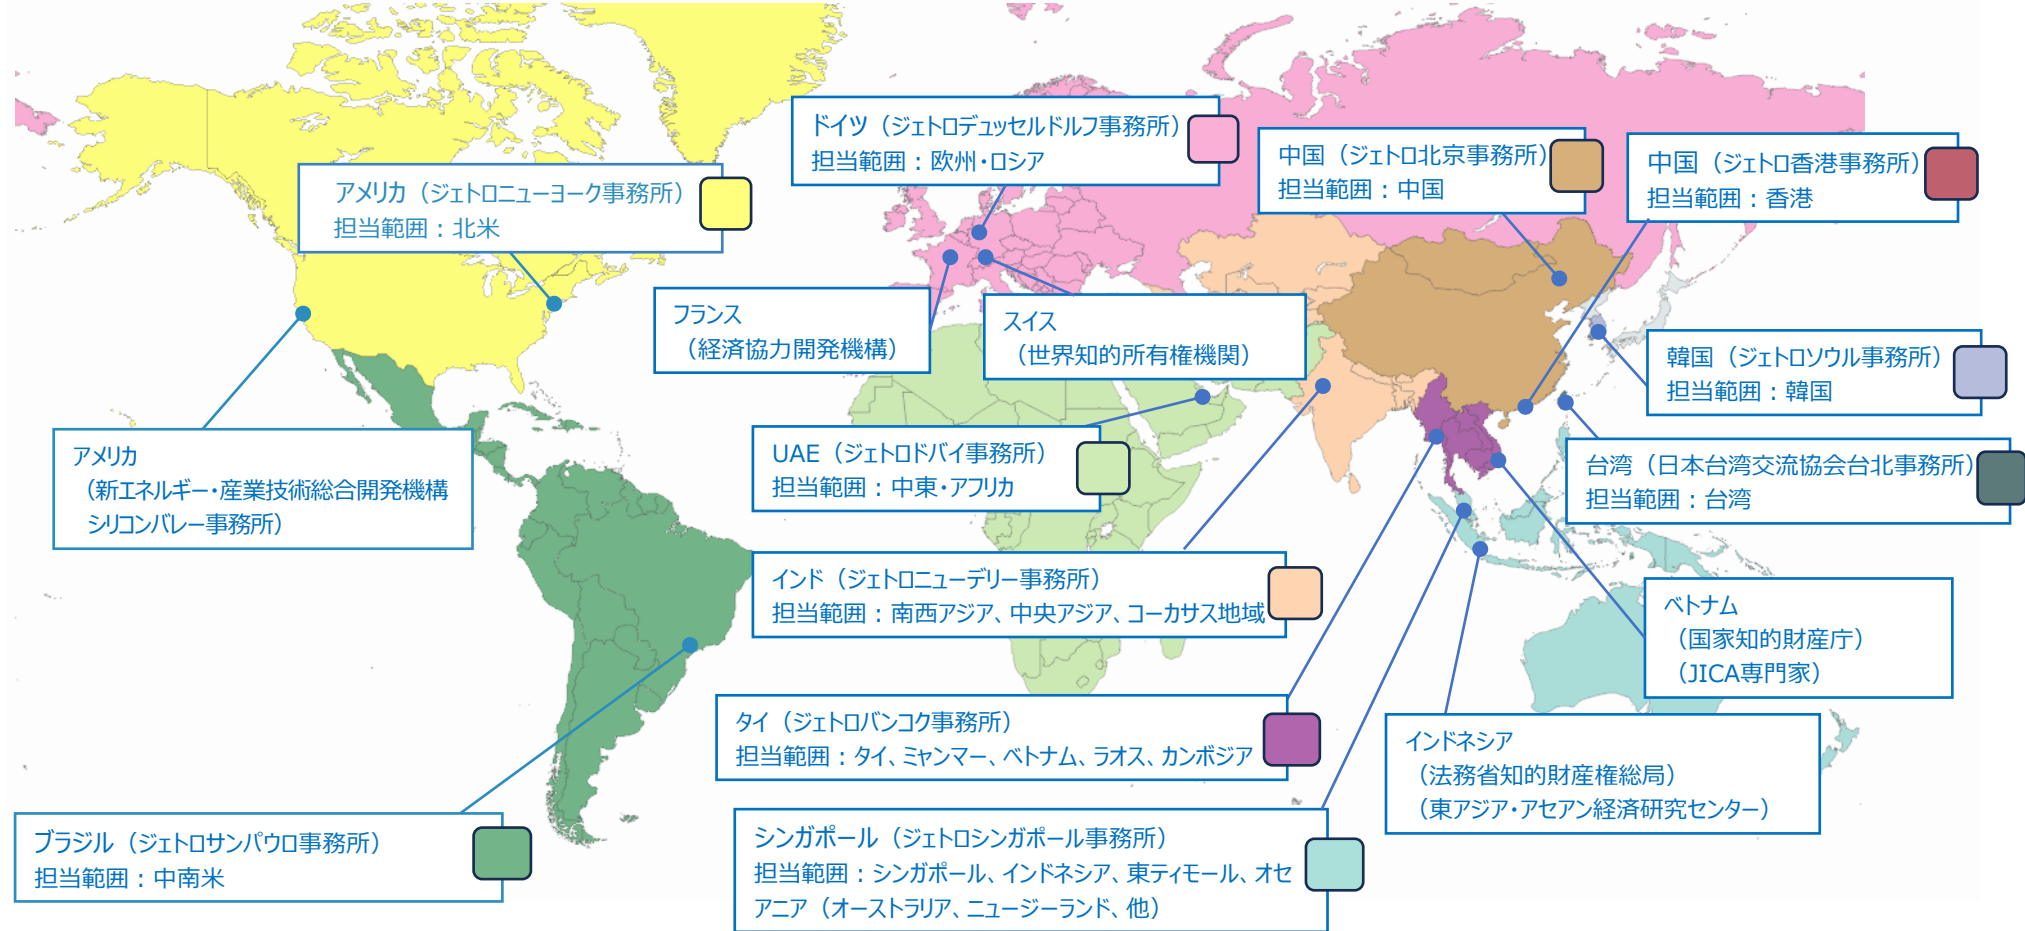 ドイツ（ジェトロデュッセルドルフ事務所）
担当範囲：欧州・ロシア
中国（ジェトロ北京事務所）
担当範囲：中国
中国（ジェトロ香港事務所）
担当範囲：香港
アメリカ（ジェトロニューヨーク事務所）
担当範囲：北米
フランス
（経済協力開発機構）
スイス
（世界知的所有権機関）
韓国（ジェトロソウル事務所）
担当範囲：韓国
アメリカ
（新エネルギー・産業技術総合開発機構
シリコンバレー事務所）
UAE（ジェトロドバイ事務所）
担当範囲：中東・アフリカ
台湾（日本台湾交流協会台北事務所）
担当範囲：台湾
インド（ジェトロニューデリー事務所）
担当範囲：南西アジア、中央アジア、コーカサス地域
ベトナム
（国家知的財産庁）
（JICA専門家）
タイ（ジェトロバンコク事務所）
担当範囲：タイ、ミャンマー、ベトナム、ラオス、カンボジア
インドネシア
（法務省知的財産権総局）
（東アジア・アセアン経済研究センター）
ブラジル（ジェトロサンパウロ事務所）
担当範囲：中南米
シンガポール（ジェトロシンガポール事務所）
担当範囲：シンガポール、インドネシア、東ティモール、オセ
アニア（オーストラリア、ニュージーランド、他）